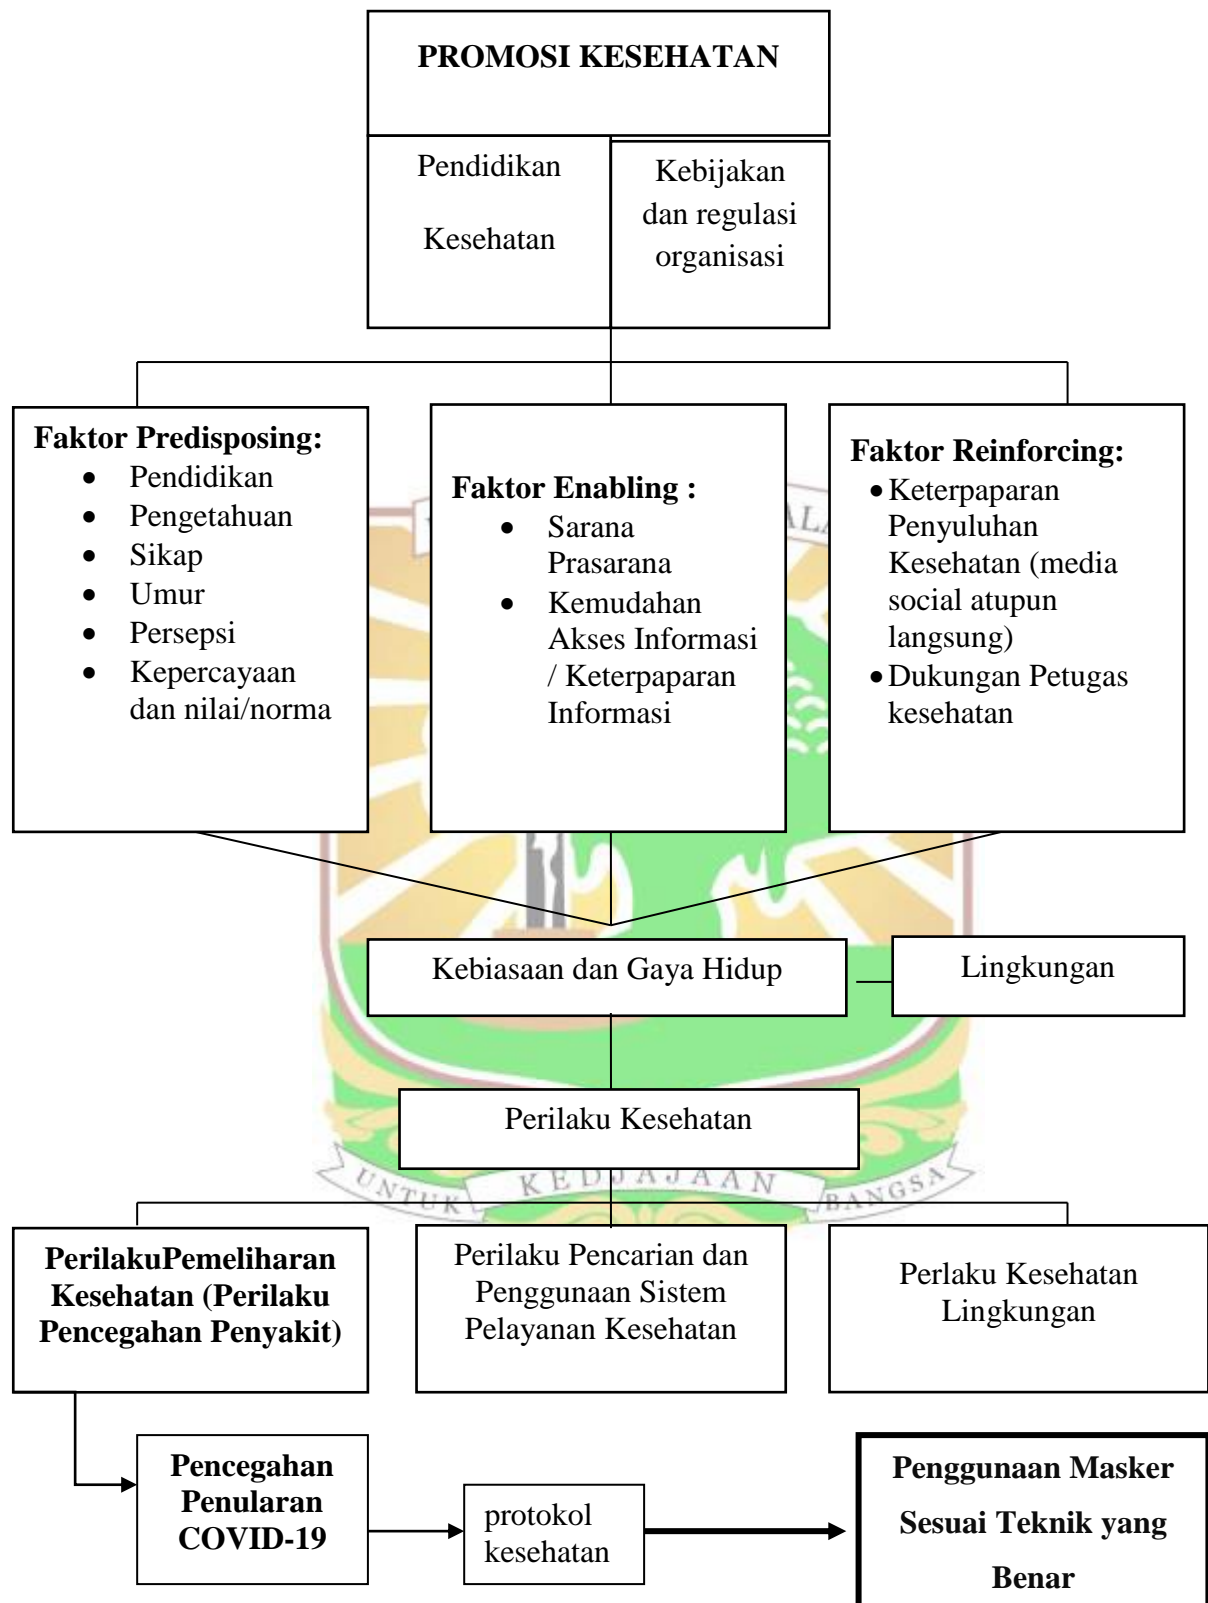 PROMOSI KESEHATAN
Pendidikan
Kesehatan
Kebijakan
dan regulasi
organisasi
Faktor Predisposing:
• Pendidikan
• Pengetahuan
• Sikap
• Umur
• Persepsi
• Kepercayaan
dan nilai/norma
Faktor Enabling :
• Sarana
Prasarana
• Kemudahan
Akses Informasi
/ Keterpaparan
Informasi
Faktor Reinforcing:
• Keterpaparan
Penyuluhan
Kesehatan (media
social atupun
langsung)
• Dukungan Petugas
kesehatan
Kebiasaan dan Gaya Hidup
Lingkungan
Perilaku Kesehatan
UNTUK KEDJAJAAN BANGSA
PerilakuPemeliharan
Kesehatan (Perilaku
Pencegahan Penyakit)
Perilaku Pencarian dan
Penggunaan Sistem
Pelayanan Kesehatan
Perlaku Kesehatan
Lingkungan
Pencegahan
Penularan
COVID-19
protokol
kesehatan
Penggunaan Masker
Sesuai Teknik yang
Benar